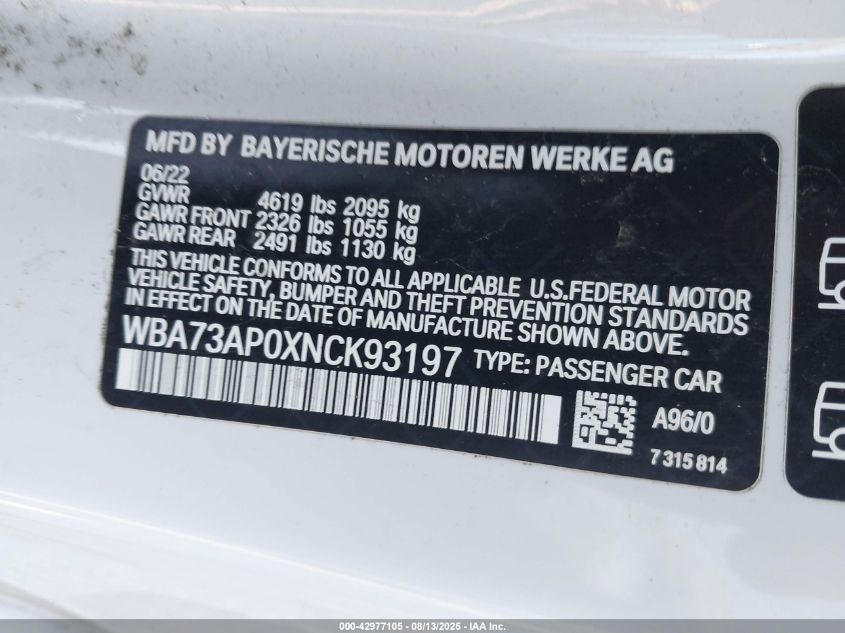 MFD BY BAYERISCHE MOTOREN WERKE AG
06/22
GVWR 4619 lbs 2095 kg
GAWR FRONT 2326 lbs 1055 kg
GAWR REAR 2491 lbs 1130 kg
THIS VEHICLE CONFORMS TO ALL APPLICABLE U.S.FEDERAL MOTOR
VEHICLE SAFETY, BUMPER AND THEFT PREVENTION STANDARDS
IN EFFECT ON THE DATE OF MANUFACTURE SHOWN ABOVE.
WBA73AP0XNCK93197 TYPE: PASSENGER CAR
A96/0
7 315 814
000-42977105 - 08/13/2025 - IAA Inc.